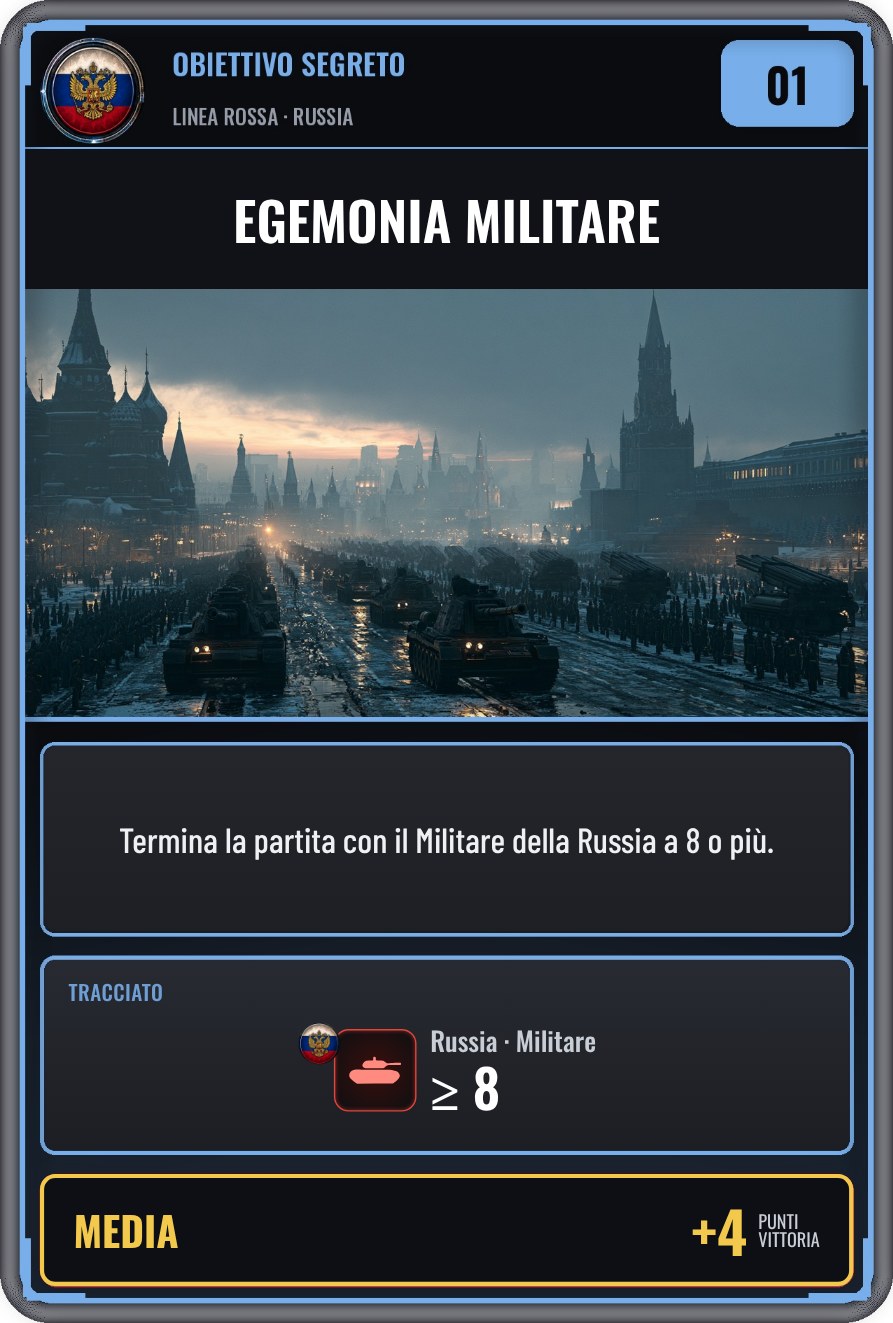 OBIETTIVO SEGRETO
LINEA ROSSA · RUSSIA
01
EGEMONIA MILITARE
Termina la partita con il Militare della Russia a 8 o più.
TRACCIATO
Russia · Militare
≥ 8
MEDIA
+4
PUNTI
VITTORIA